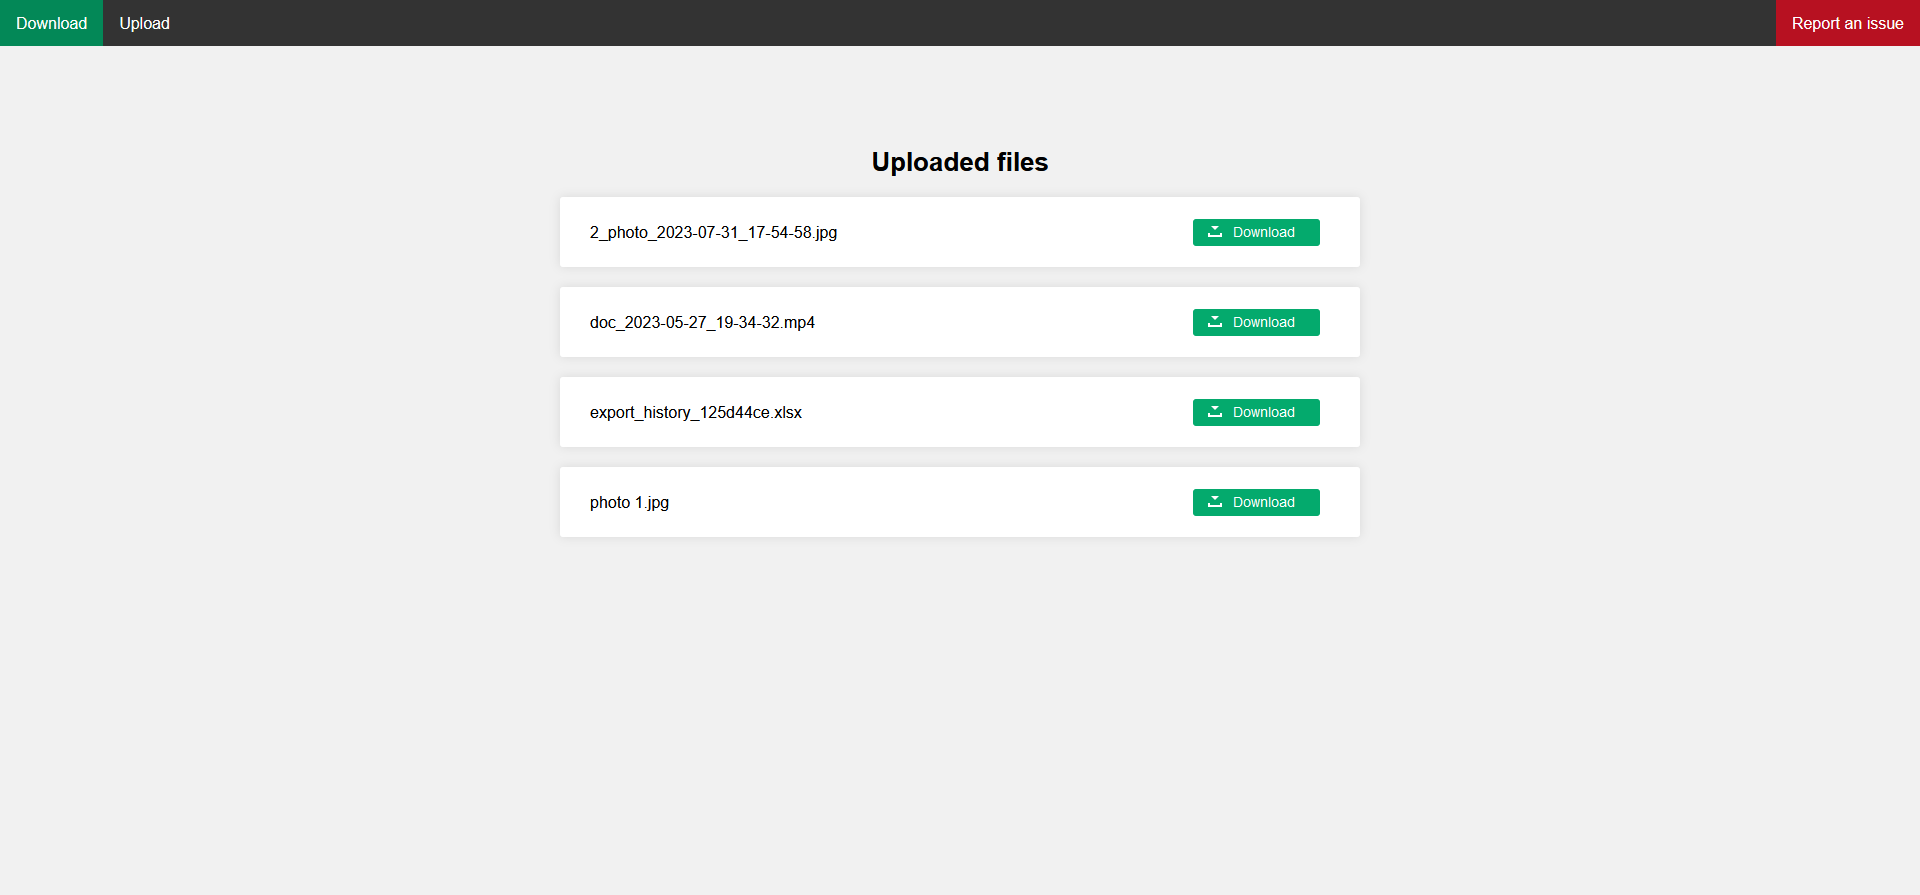 Download Upload Report an issue
Uploaded files
2_photo_2023-07-31_17-54-58.jpg Download
doc_2023-05-27_19-34-32.mp4 Download
export_history_125d44ce.xlsx Download
photo 1.jpg Download